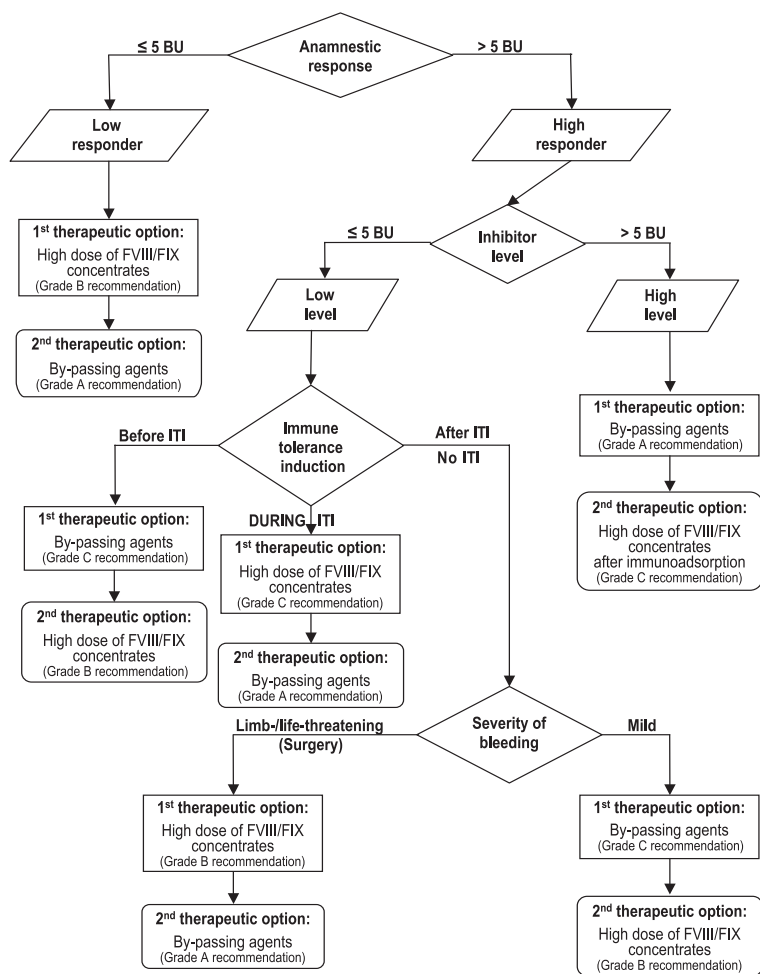 ≤ 5 BU
Anamnestic
response
> 5 BU
Low
responder
High
responder
1st therapeutic option:
High dose of FVIII/FIX
concentrates
(Grade B recommendation)
2nd therapeutic option:
By-passing agents
(Grade A recommendation)
≤ 5 BU
Inhibitor
level
> 5 BU
Low
level
High
level
1st therapeutic option:
By-passing agents
(Grade A recommendation)
2nd therapeutic option:
High dose of FVIII/FIX
concentrates
after immunoadsorption
(Grade C recommendation)
Before ITI
Immune
tolerance
induction
After ITI
No ITI
DURING ITI
1st therapeutic option:
By-passing agents
(Grade C recommendation)
2nd therapeutic option:
High dose of FVIII/FIX
concentrates
(Grade B recommendation)
1st therapeutic option:
High dose of FVIII/FIX
concentrates
(Grade C recommendation)
2nd therapeutic option:
By-passing agents
(Grade A recommendation)
Limb-/life-threatening
(Surgery)
Severity of
bleeding
Mild
1st therapeutic option:
High dose of FVIII/FIX
concentrates
(Grade B recommendation)
2nd therapeutic option:
By-passing agents
(Grade A recommendation)
1st therapeutic option:
By-passing agents
(Grade C recommendation)
2nd therapeutic option:
High dose of FVIII/FIX
concentrates
(Grade B recommendation)